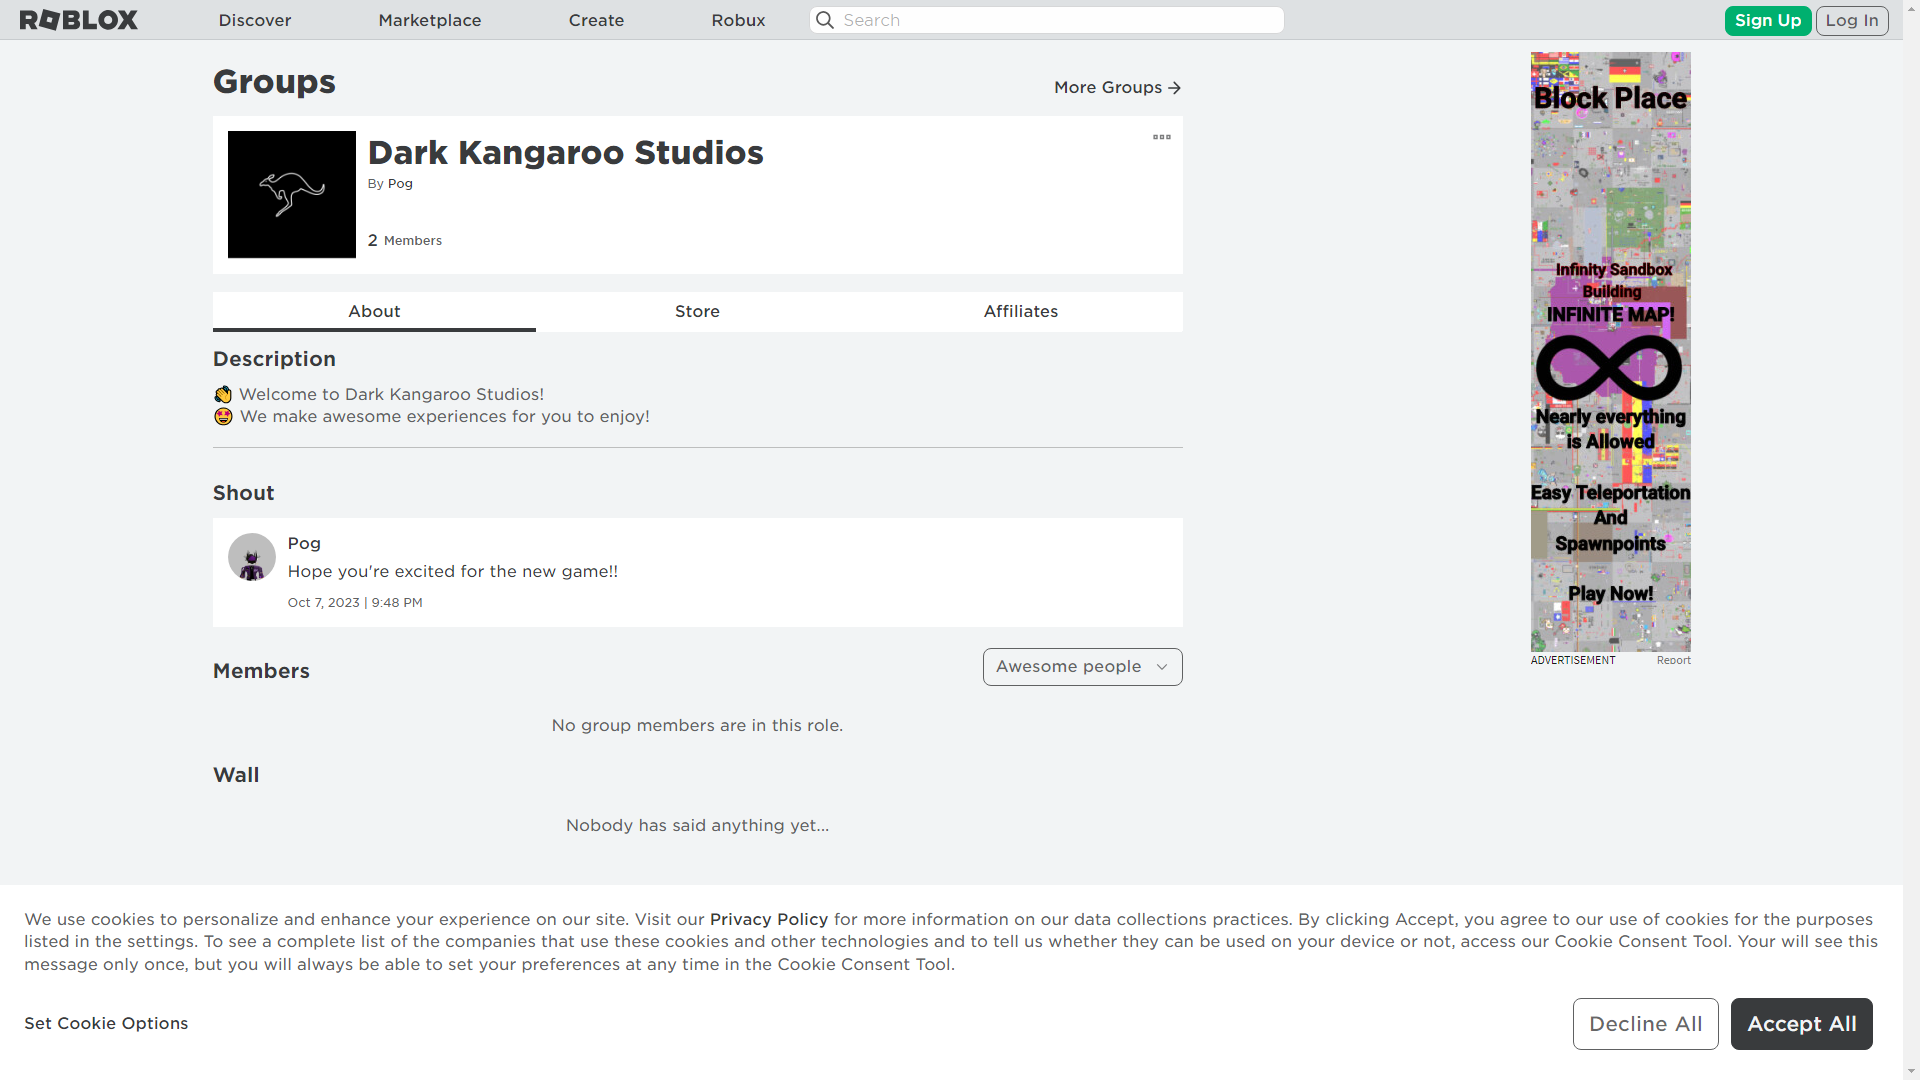 ROBLOX
Discover
Marketplace
Create
Robux
Search
Sign Up
Log In
Groups
More Groups
Dark Kangaroo Studios
By Pog
2 Members
About
Store
Affiliates
Description
👏 Welcome to Dark Kangaroo Studios!
🤩 We make awesome experiences for you to enjoy!
Shout
Pog
Hope you're excited for the new game!!
Oct 7, 2023 | 9:48 PM
Members
Awesome people
No group members are in this role.
Wall
Nobody has said anything yet...
Block Place
Infinity Sandbox
Building
INFINITE MAP!
Nearly everything
is Allowed
Easy Teleportation
And
Spawnpoints
Play Now!
ADVERTISEMENT
Report
We use cookies to personalize and enhance your experience on our site. Visit our Privacy Policy for more information on our data collections practices. By clicking Accept, you agree to our use of cookies for the purposes
listed in the settings. To see a complete list of the companies that use these cookies and other technologies and to tell us whether they can be used on your device or not, access our Cookie Consent Tool. Your will see this
message only once, but you will always be able to set your preferences at any time in the Cookie Consent Tool.
Set Cookie Options
Decline All
Accept All